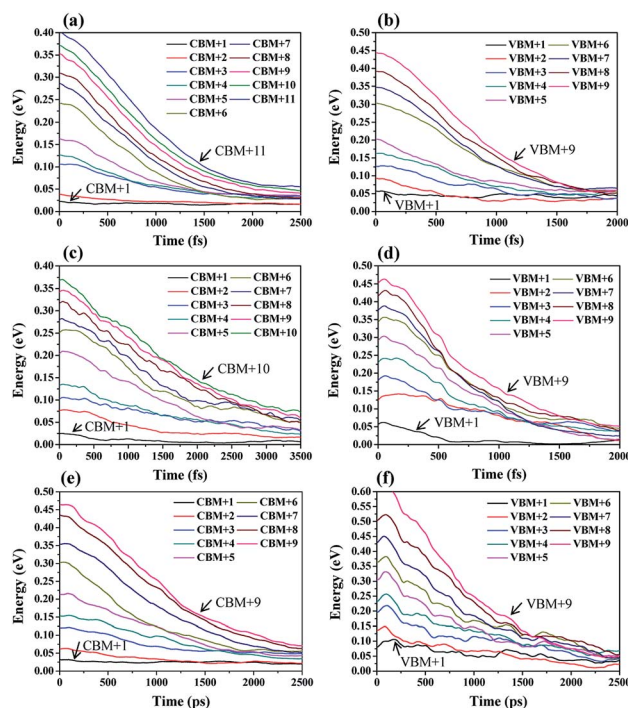 (a)
0.40
0.35
0.30
0.25
0.20
0.15
0.10
0.05
0.00
Energy (eV)
CBM+1 CBM+7
CBM+2 CBM+8
CBM+3 CBM+9
CBM+4 CBM+10
CBM+5 CBM+11
CBM+6
CBM+11
CBM+1
0 500 1000 1500 2000 2500
Time (fs)
(b)
0.50
0.45
0.40
0.35
0.30
0.25
0.20
0.15
0.10
0.05
0.00
Energy (eV)
VBM+1 VBM+6
VBM+2 VBM+7
VBM+3 VBM+8
VBM+4 VBM+9
VBM+5
VBM+9
VBM+1
0 500 1000 1500 2000
Time (fs)
(c)
0.40
0.35
0.30
0.25
0.20
0.15
0.10
0.05
0.00
Energy (eV)
CBM+1 CBM+6
CBM+2 CBM+7
CBM+3 CBM+8
CBM+4 CBM+9
CBM+5 CBM+10
CBM+10
CBM+1
0 500 1000 1500 2000 2500 3000 3500
Time (fs)
(d)
0.50
0.45
0.40
0.35
0.30
0.25
0.20
0.15
0.10
0.05
0.00
Energy (eV)
VBM+1 VBM+6
VBM+2 VBM+7
VBM+3 VBM+8
VBM+4 VBM+9
VBM+5
VBM+9
VBM+1
0 500 1000 1500 2000
Time (fs)
(e)
0.50
0.45
0.40
0.35
0.30
0.25
0.20
0.15
0.10
0.05
0.00
Energy (eV)
CBM+1 CBM+6
CBM+2 CBM+7
CBM+3 CBM+8
CBM+4 CBM+9
CBM+5
CBM+9
CBM+1
0 500 1000 1500 2000 2500
Time (ps)
(f)
0.60
0.55
0.50
0.45
0.40
0.35
0.30
0.25
0.20
0.15
0.10
0.05
0.00
Energy (eV)
VBM+1 VBM+6
VBM+2 VBM+7
VBM+3 VBM+8
VBM+4 VBM+9
VBM+5
VBM+9
VBM+1
0 500 1000 1500 2000 2500
Time (ps)